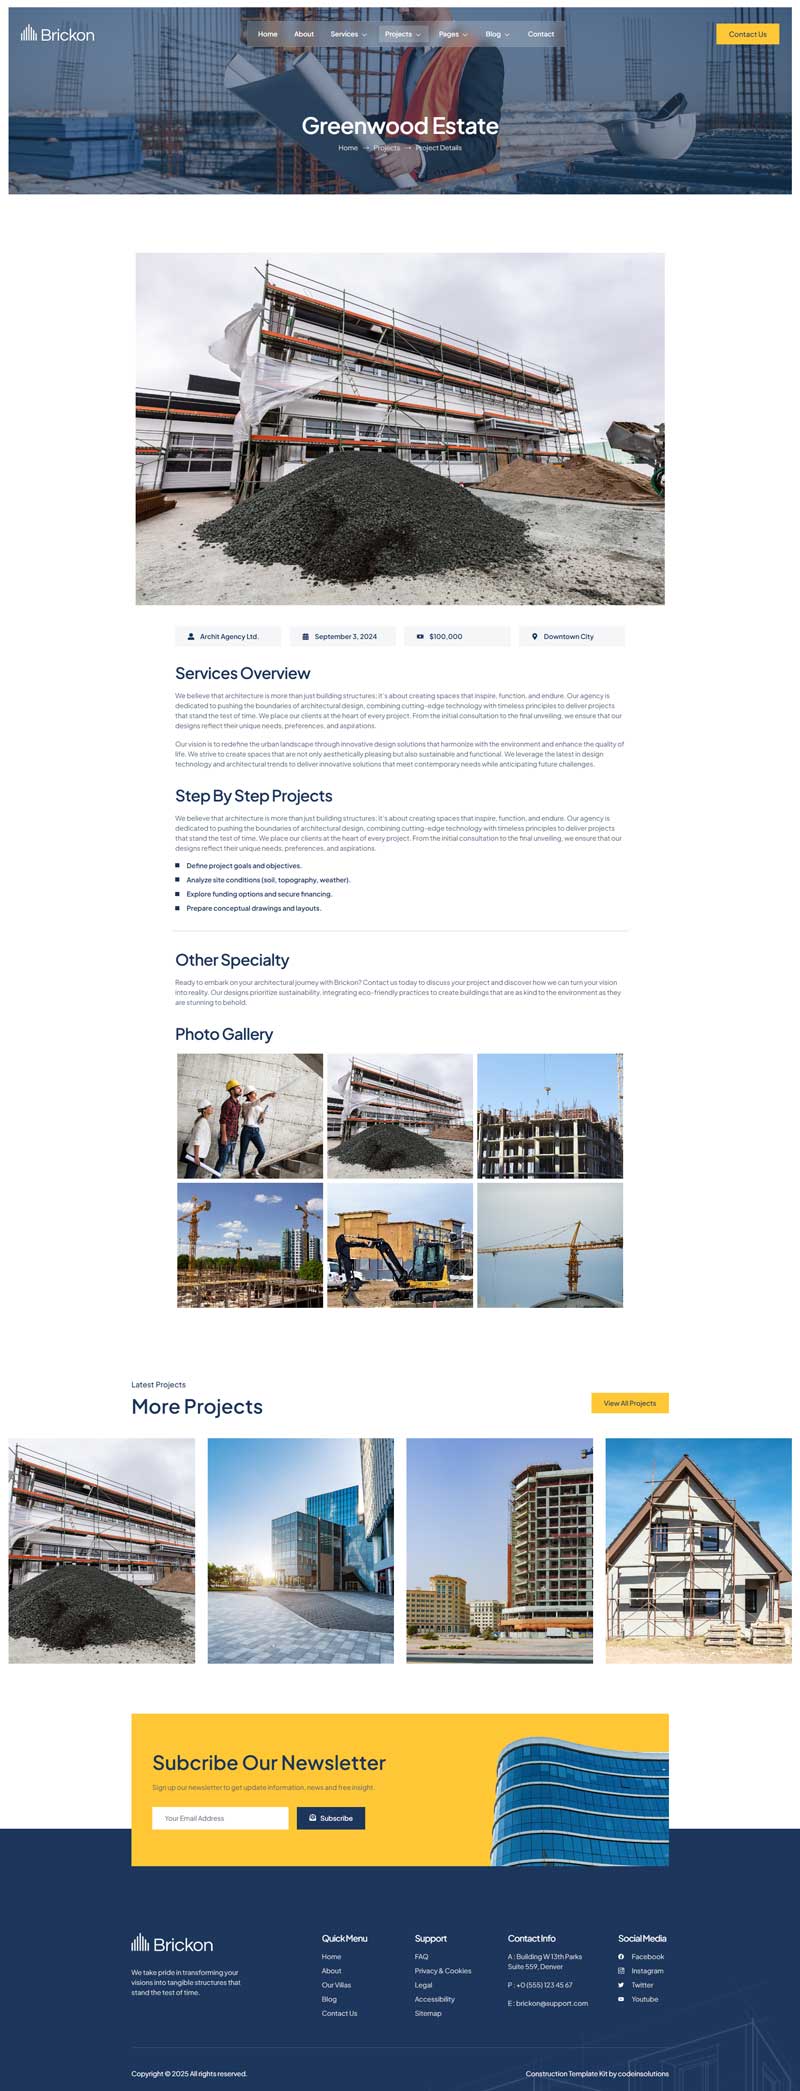 Brickon
Home About Services Projects Pages Blog Contact
Contact Us
Greenwood Estate
Home → Projects → Project Details
Archit Agency Ltd.
September 3, 2024
$100,000
Downtown City
Services Overview
We believe that architecture is more than just building structures; it's about creating spaces that inspire, function, and endure. Our agency is
dedicated to pushing the boundaries of architectural design, combining cutting-edge technology with timeless principles to deliver projects
that stand the test of time. We place our clients at the heart of every project. From the initial consultation to the final unveiling, we ensure that our
designs reflect their unique needs, preferences, and aspirations.
Our vision is to redefine the urban landscape through innovative design solutions that harmonize with the environment and enhance the quality of
life. We strive to create spaces that are not only aesthetically pleasing but also sustainable and functional. We leverage the latest in design
technology and architectural trends to deliver innovative solutions that meet contemporary needs while anticipating future challenges.
Step By Step Projects
We believe that architecture is more than just building structures; it's about creating spaces that inspire, function, and endure. Our agency is
dedicated to pushing the boundaries of architectural design, combining cutting-edge technology with timeless principles to deliver projects
that stand the test of time. We place our clients at the heart of every project. From the initial consultation to the final unveiling, we ensure that our
designs reflect their unique needs, preferences, and aspirations.
Define project goals and objectives.
Analyze site conditions (soil, topography, weather).
Explore funding options and secure financing.
Prepare conceptual drawings and layouts.
Other Specialty
Ready to embark on your architectural journey with Brickon? Contact us today to discuss your project and discover how we can turn your vision
into reality. Our designs prioritize sustainability, integrating eco-friendly practices to create buildings that are as kind to the environment as they
are stunning to behold.
Photo Gallery
Latest Projects
More Projects
View All Projects
Subcribe Our Newsletter
Sign up our newsletter to get update information, news and free insight.
Your Email Address
Subscribe
Brickon
We take pride in transforming your
visions into tangible structures that
stand the test of time.
Quick Menu
Home
About
Our Villas
Blog
Contact Us
Support
FAQ
Privacy & Cookies
Legal
Accessibility
Sitemap
Contact Info
A : Building W 13th Parks
Suite 559, Denver
P : +0 (555) 123 45 67
E : brickon@support.com
Social Media
Facebook
Instagram
Twitter
Youtube
Copyright © 2025 All rights reserved.
Construction Template Kit by codeinsolutions